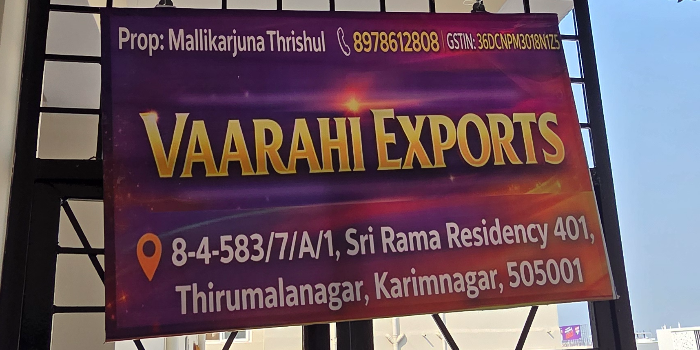 Prop: Mallikarjuna Thrishul 8978612808 GSTIN: 36DCNPM3018N1Z5
VAARAHI EXPORTS
8-4-583/7/A/1, Sri Rama Residency 401,
Thirumalanagar, Karimnagar, 505001